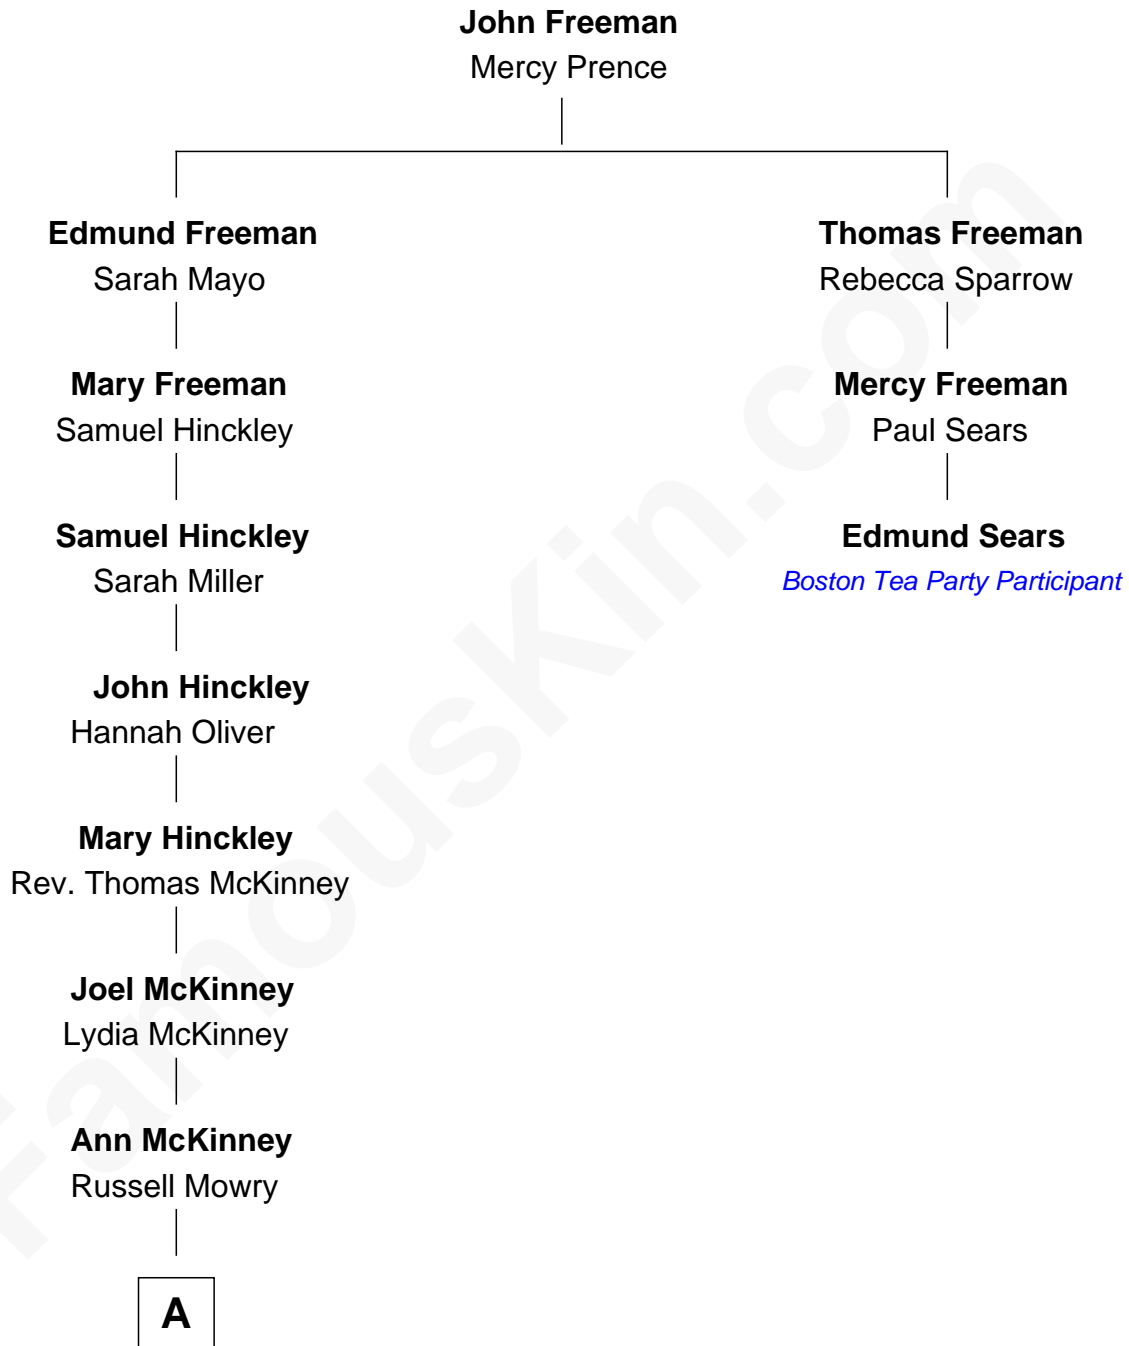 John Freeman
Mercy Prence
Edmund Freeman
Sarah Mayo
Thomas Freeman
Rebecca Sparrow
Mary Freeman
Samuel Hinckley
Mercy Freeman
Paul Sears
Samuel Hinckley
Sarah Miller
Edmund Sears
Boston Tea Party Participant
John Hinckley
Hannah Oliver
Mary Hinckley
Rev. Thomas McKinney
Joel McKinney
Lydia McKinney
Ann McKinney
Russell Mowry
A
FamousKin.com